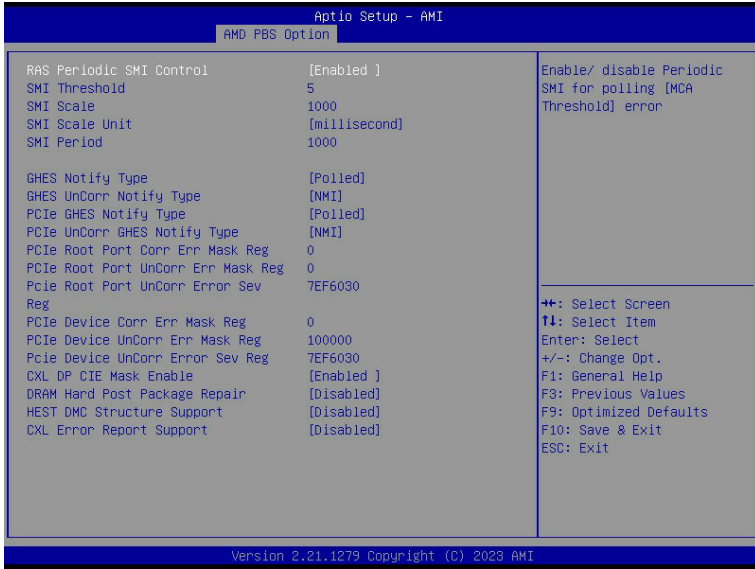 Aptio Setup - AMI
AMD PBS Option
RAS Periodic SMI Control [Enabled ]
SMI Threshold 5
SMI Scale 1000
SMI Scale Unit [millisecond]
SMI Period 1000
GHES Notify Type [Polled]
GHES UnCorr Notify Type [NMI]
PCIe GHES Notify Type [Polled]
PCIe UnCorr GHES Notify Type [NMI]
PCIe Root Port Corr Err Mask Reg 0
PCIe Root Port UnCorr Err Mask Reg 0
Pcie Root Port UnCorr Error Sev 7EF6030
Reg
PCIe Device Corr Err Mask Reg 0
PCIe Device UnCorr Err Mask Reg 100000
Pcie Device UnCorr Error Sev Reg 7EF6030
CXL DP CIE Mask Enable [Enabled ]
DRAM Hard Post Package Repair [Disabled]
HEST DMC Structure Support [Disabled]
CXL Error Report Support [Disabled]
Enable/ disable Periodic
SMI for polling [MCA
Threshold] error
→←: Select Screen
↑↓: Select Item
Enter: Select
+/-: Change Opt.
F1: General Help
F3: Previous Values
F9: Optimized Defaults
F10: Save & Exit
ESC: Exit
Version 2.21.1279 Copyright (C) 2023 AMI